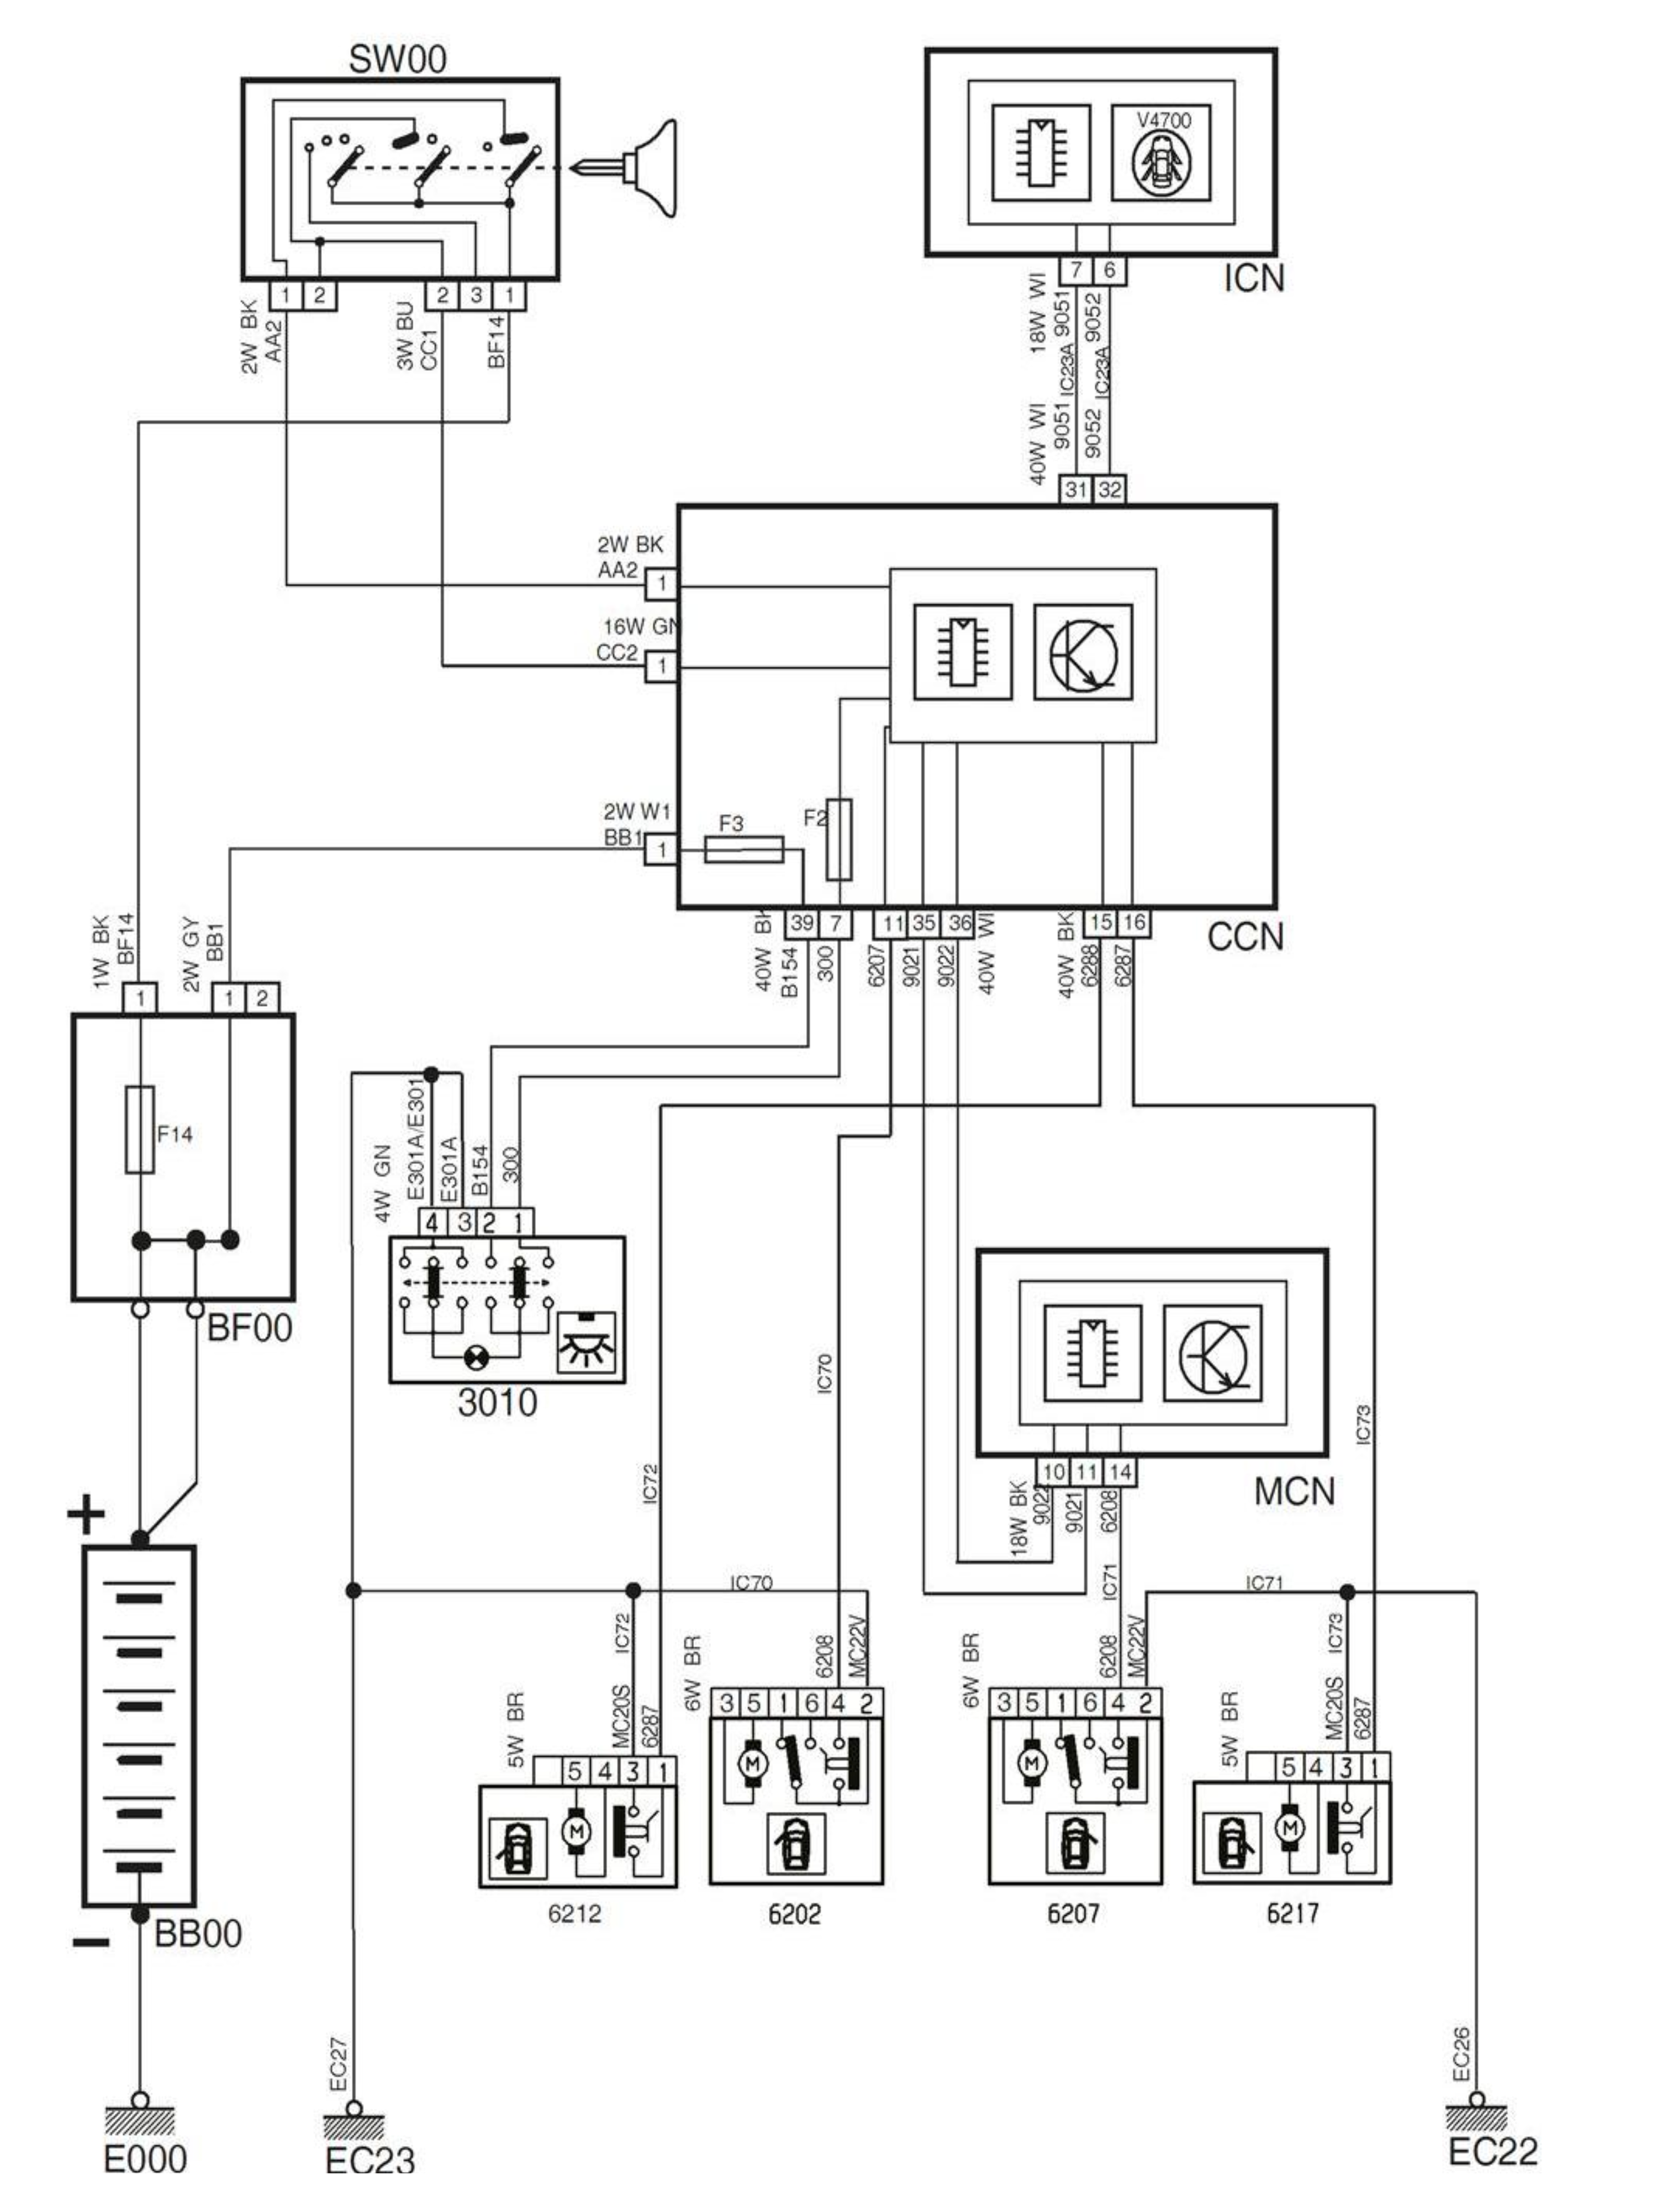 SW00
V4700
1 2 2 3 1
7 6
ICN
2W BK
AA2
3W BU
CC1
BF14
18W WI
9051
9052
IC23A
IC23A
40W WI
9051
9052
31 32
2W BK
AA2
1
16W GN
CC2
1
2W W1
BB1
1
F3
F2
39 7 11 35 36 15 16
CCN
40W
B154
300
6207
9021
9022
40W WI
40W BK
6288
6287
1W BK
BF14
2W GY
BB1
1 1 2
F14
BF00
4W GN
E301A/E301
E301A
B154
300
4 3 2 1
3010
IC70
IC72
IC73
10 11 14
MCN
18W BK
9022
9021
6208
IC71
+
IC70
IC71
IC72
IC73
5W BR
MC20S
6287
6W BR
6208
MC22V
6W BR
6208
MC22V
5W BR
MC20S
6287
3 5 1 6 4 2
3 5 1 6 4 2
5 4 3 1
5 4 3 1
M
M
M
M
6212
6202
6207
6217
−
BB00
EC27
EC26
E000
EC23
EC22